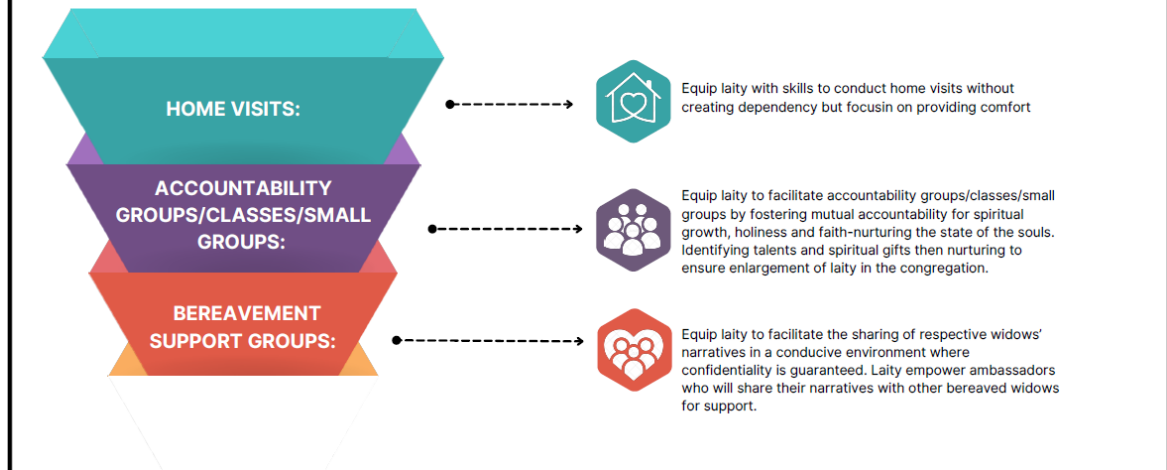 HOME VISITS:
Equip laity with skills to conduct home visits without
creating dependency but focusin on providing comfort
ACCOUNTABILITY
GROUPS/CLASSES/SMALL
GROUPS:
Equip laity to facilitate accountability groups/classes/small
groups by fostering mutual accountability for spiritual
growth, holiness and faith-nurturing the state of the souls.
Identifying talents and spiritual gifts then nurturing to
ensure enlargement of laity in the congregation.
BEREAVEMENT
SUPPORT GROUPS:
Equip laity to facilitate the sharing of respective widows’
narratives in a conducive environment where
confidentiality is guaranteed. Laity empower ambassadors
who will share their narratives with other bereaved widows
for support.